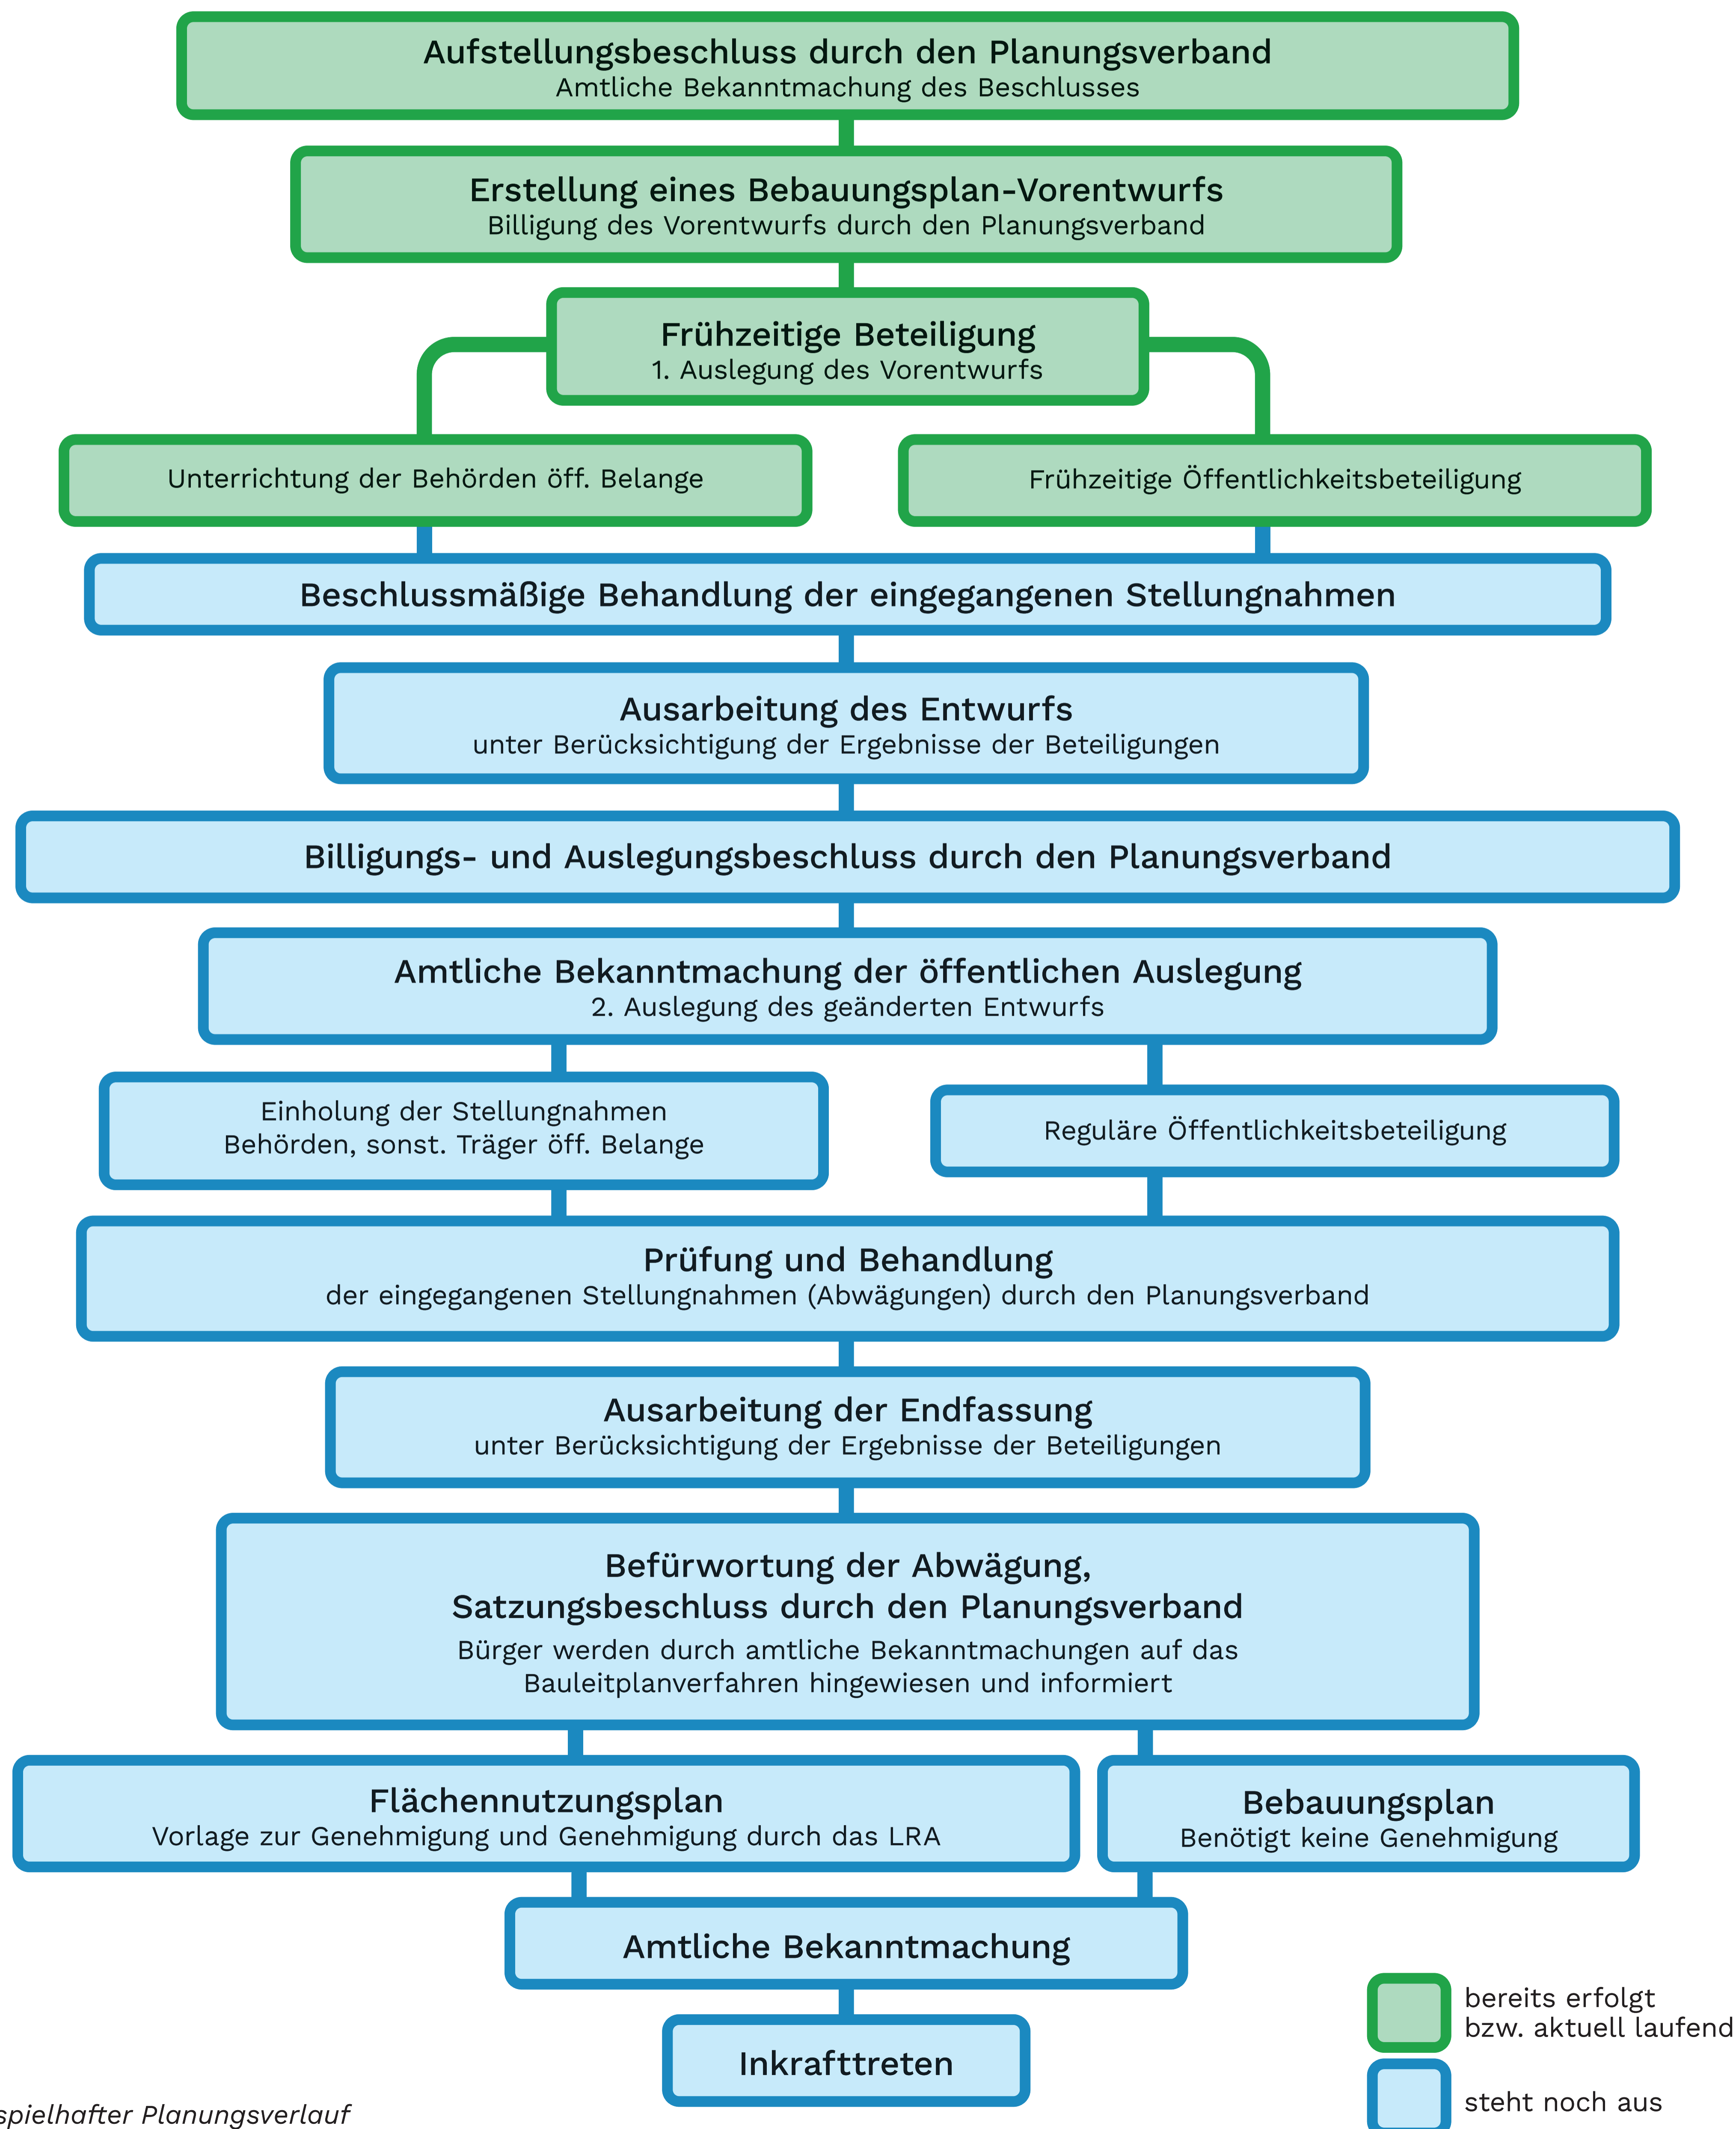 Aufstellungsbeschluss durch den Planungsverband
Amtliche Bekanntmachung des Beschlusses
Erstellung eines Bebauungsplan-Vorentwurfs
Billigung des Vorentwurfs durch den Planungsverband
Frühzeitige Beteiligung
1. Auslegung des Vorentwurfs
Unterrichtung der Behörden öff. Belange
Frühzeitige Öffentlichkeitsbeteiligung
Beschlussmäßige Behandlung der eingegangenen Stellungnahmen
Ausarbeitung des Entwurfs
unter Berücksichtigung der Ergebnisse der Beteiligungen
Billigungs- und Auslegungsbeschluss durch den Planungsverband
Amtliche Bekanntmachung der öffentlichen Auslegung
2. Auslegung des geänderten Entwurfs
Einholung der Stellungnahmen
Behörden, sonst. Träger öff. Belange
Reguläre Öffentlichkeitsbeteiligung
Prüfung und Behandlung
der eingegangenen Stellungnahmen (Abwägungen) durch den Planungsverband
Ausarbeitung der Endfassung
unter Berücksichtigung der Ergebnisse der Beteiligungen
Befürwortung der Abwägung,
Satzungsbeschluss durch den Planungsverband
Bürger werden durch amtliche Bekanntmachungen auf das
Bauleitplanverfahren hingewiesen und informiert
Flächennutzungsplan
Vorlage zur Genehmigung und Genehmigung durch das LRA
Bebauungsplan
Benötigt keine Genehmigung
Amtliche Bekanntmachung
Inkrafttreten
bereits erfolgt
bzw. aktuell laufend
steht noch aus
spielhafter Planungsverlauf